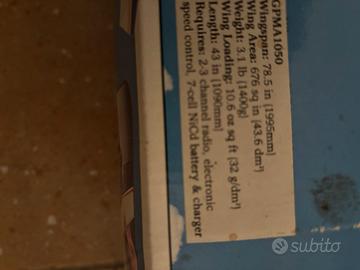 GPMA1050
Wingspan: 78.5 in (1995mm)
Wing Area: 676 sq in (43.6 dm²)
Weight: 3.1 lb (1400g)
Wing Loading: 10.6 oz sq ft (32 g/dm²)
Length: 43 in (1090mm)
Requires: 2-3 channel radio, electronic
speed control, 7-cell NiCd battery & charger
subito